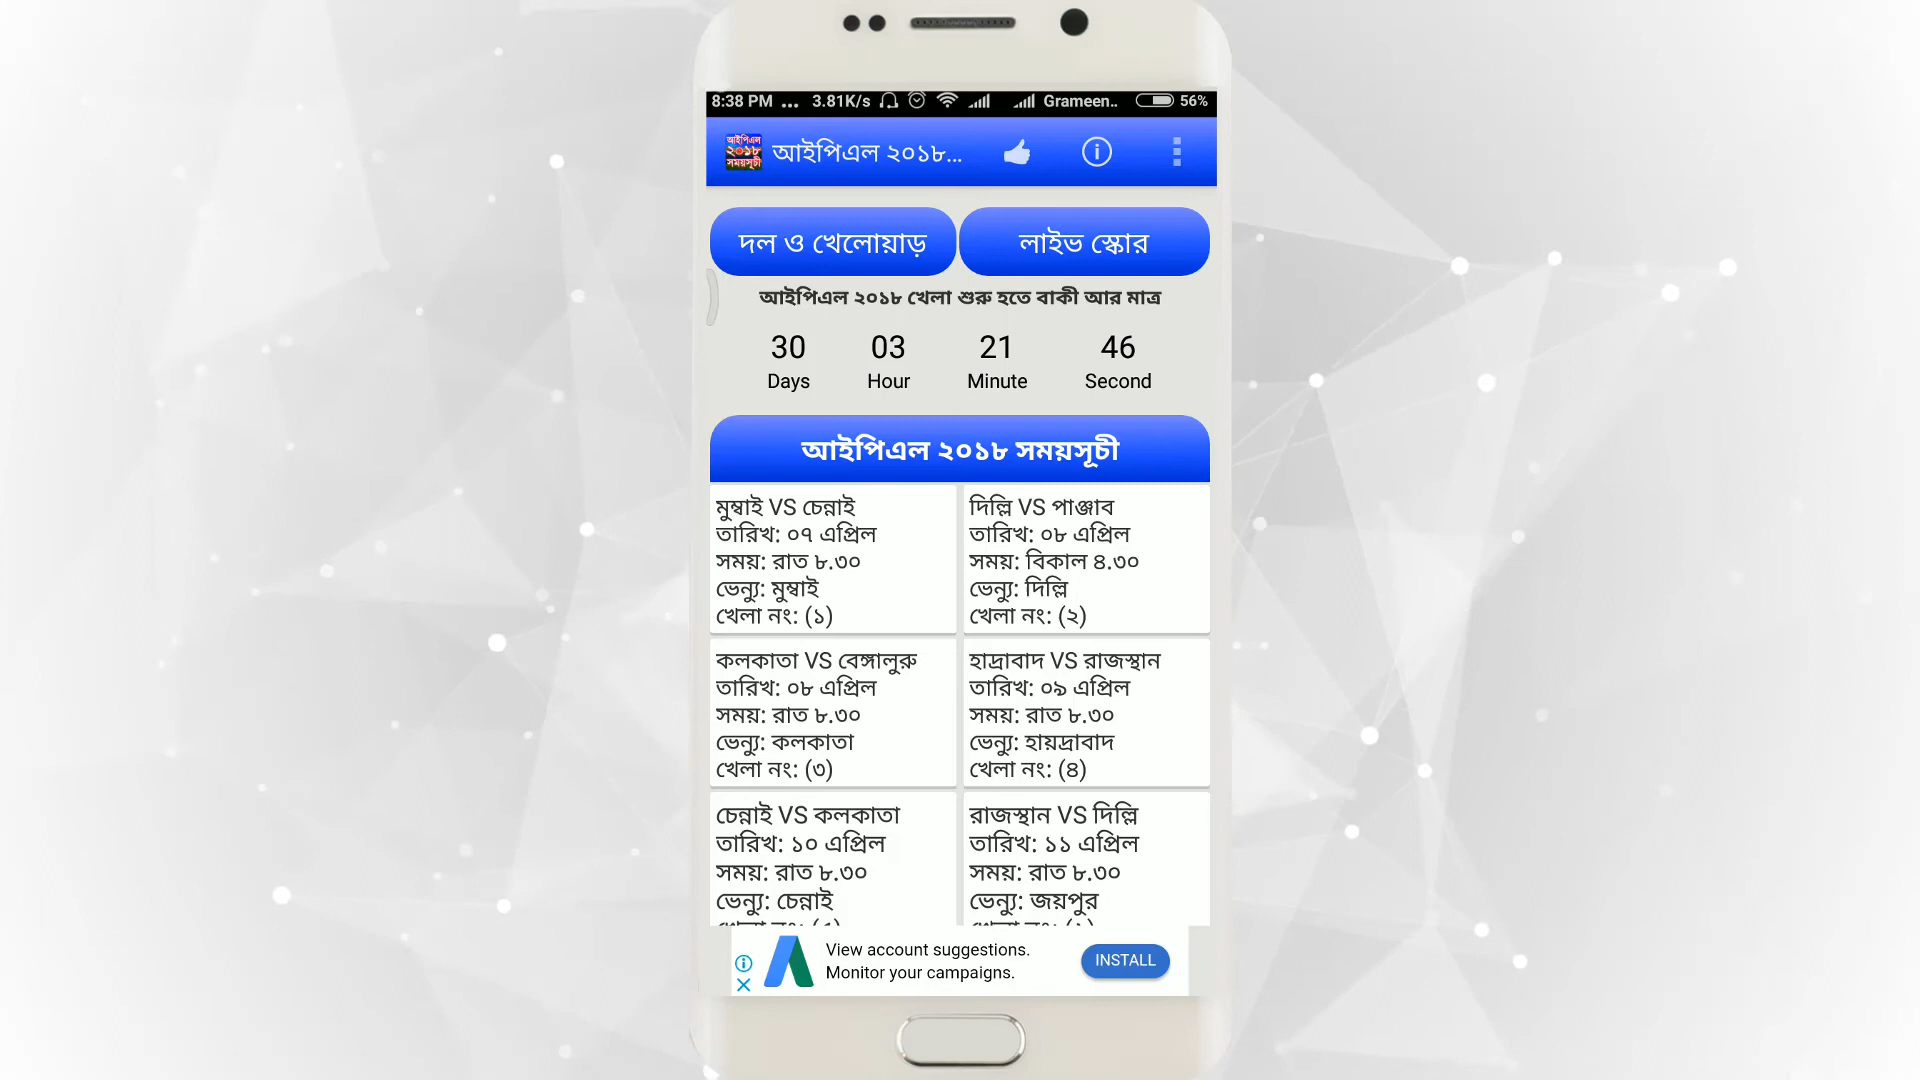 8:38 PM ... 3.81K/s Grameen.. 56%
আইপিএল
২০১৮
সময়সূচী
আইপিএল ২০১৮...
দল ও খেলোয়াড়
লাইভ স্কোর
আইপিএল ২০১৮ খেলা শুরু হতে বাকী আর মাত্র
30 03 21 46
Days Hour Minute Second
আইপিএল ২০১৮ সময়সূচী
মুম্বাই VS চেন্নাই
তারিখ: ০৭ এপ্রিল
সময়: রাত ৮.৩০
ভেন্যু: মুম্বাই
খেলা নং: (১)
দিল্লি VS পাঞ্জাব
তারিখ: ০৮ এপ্রিল
সময়: বিকাল ৪.৩০
ভেন্যু: দিল্লি
খেলা নং: (২)
কলকাতা VS বেঙ্গালুরু
তারিখ: ০৮ এপ্রিল
সময়: রাত ৮.৩০
ভেন্যু: কলকাতা
খেলা নং: (৩)
হাদ্রাবাদ VS রাজস্থান
তারিখ: ০৯ এপ্রিল
সময়: রাত ৮.৩০
ভেন্যু: হায়দ্রাবাদ
খেলা নং: (৪)
চেন্নাই VS কলকাতা
তারিখ: ১০ এপ্রিল
সময়: রাত ৮.৩০
ভেন্যু: চেন্নাই
রাজস্থান VS দিল্লি
তারিখ: ১১ এপ্রিল
সময়: রাত ৮.৩০
ভেন্যু: জয়পুর
View account suggestions.
Monitor your campaigns.
INSTALL